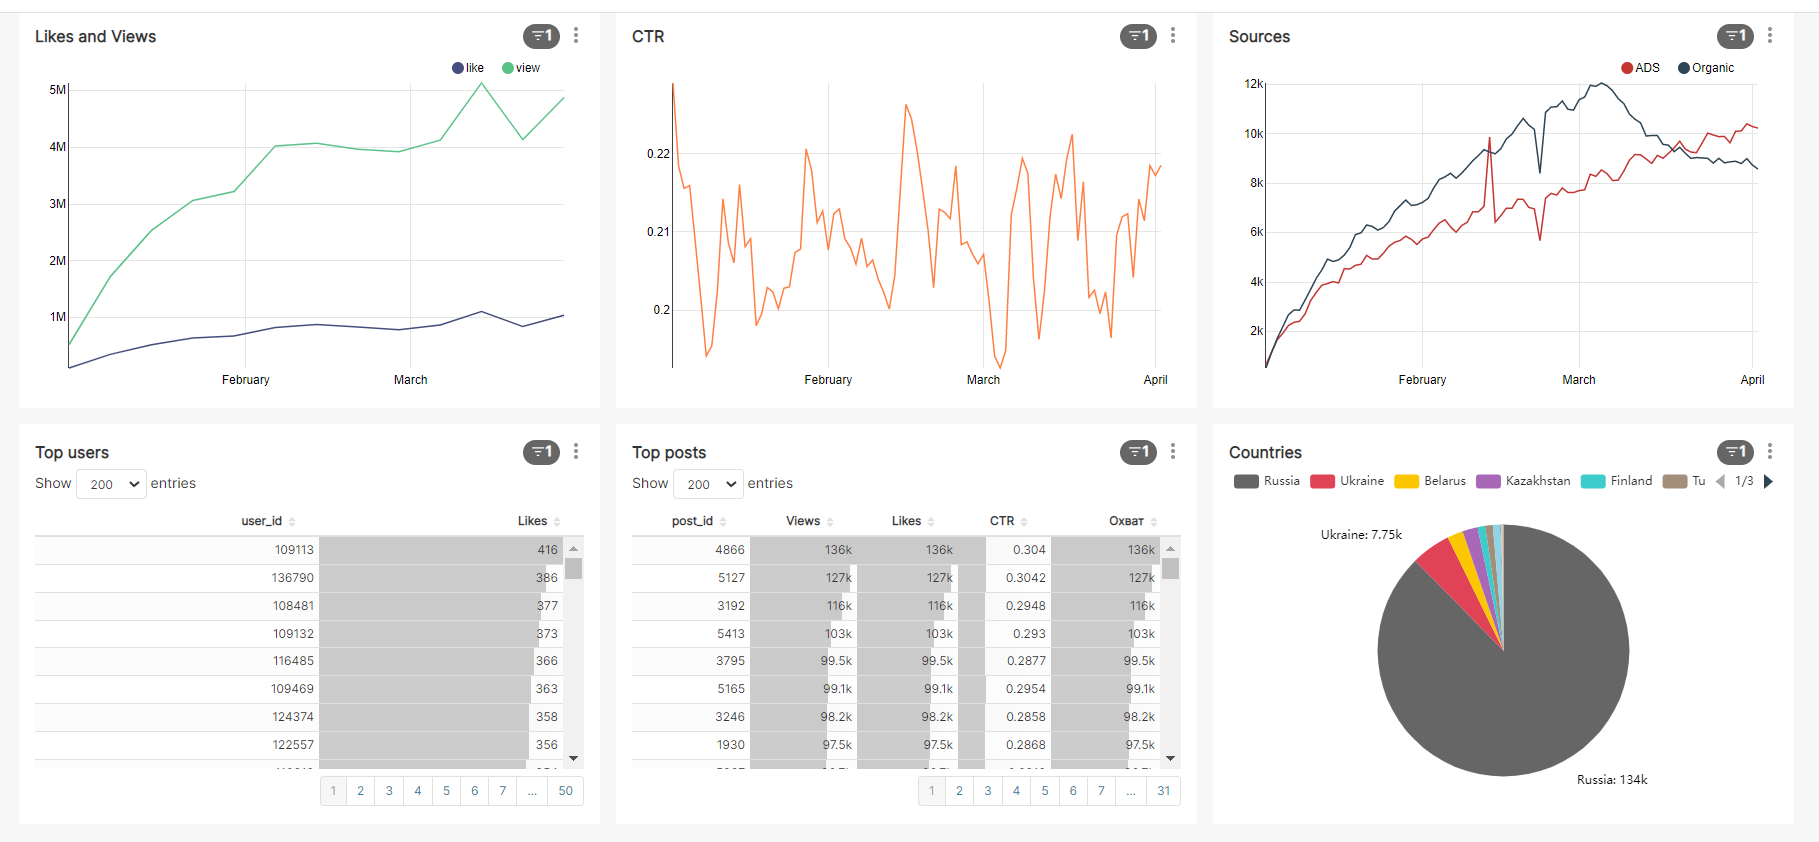 Likes and Views
1
like
view
5M
4M
3M
2M
1M
February
March
CTR
1
0.22
0.21
0.2
February
March
April
Sources
1
ADS
Organic
12k
10k
8k
6k
4k
2k
February
March
April
Top users
1
Show 200 entries
user_id Likes
109113 416
136790 386
108481 377
109132 373
116485 366
109469 363
124374 358
122557 356
1 2 3 4 5 6 7 ... 50
Top posts
1
Show 200 entries
post_id Views Likes CTR Охват
4866 136k 136k 0.304 136k
5127 127k 127k 0.3042 127k
3192 116k 116k 0.2948 116k
5413 103k 103k 0.293 103k
3795 99.5k 99.5k 0.2877 99.5k
5165 99.1k 99.1k 0.2954 99.1k
3246 98.2k 98.2k 0.2858 98.2k
1930 97.5k 97.5k 0.2868 97.5k
1 2 3 4 5 6 7 ... 31
Countries
1
Russia Ukraine Belarus Kazakhstan Finland Tu 1/3
Ukraine: 7.75k
Russia: 134k